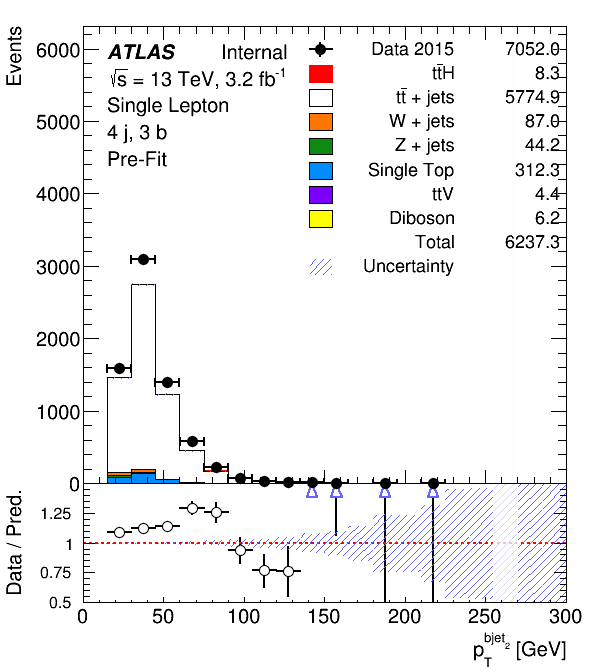 Events
6000
5000
4000
3000
2000
1000
0
ATLAS Internal
√s = 13 TeV, 3.2 fb⁻¹
Single Lepton
4 j, 3 b
Pre-Fit
Data 2015 7052.0
tt̄H 8.3
tt̄ + jets 5774.9
W + jets 87.0
Z + jets 44.2
Single Top 312.3
ttV 4.4
Diboson 6.2
Total 6237.3
Uncertainty
Data / Pred.
1.25
1
0.75
0.5
0 50 100 150 200 250 300
p_T^bjet₂ [GeV]